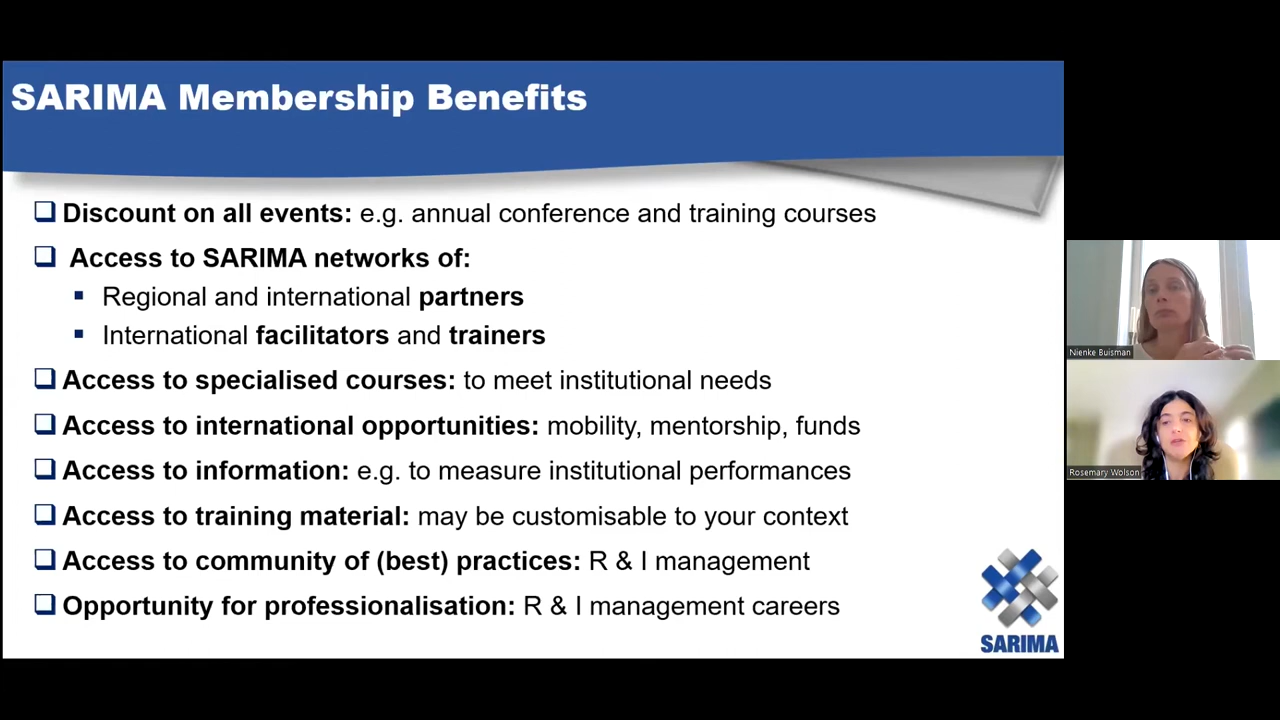 SARIMA Membership Benefits
Discount on all events: e.g. annual conference and training courses
Access to SARIMA networks of:
Regional and international partners
International facilitators and trainers
Access to specialised courses: to meet institutional needs
Access to international opportunities: mobility, mentorship, funds
Access to information: e.g. to measure institutional performances
Access to training material: may be customisable to your context
Access to community of (best) practices: R & I management
Opportunity for professionalisation: R & I management careers
SARIMA
Nienke Buisman
Rosemary Wolson